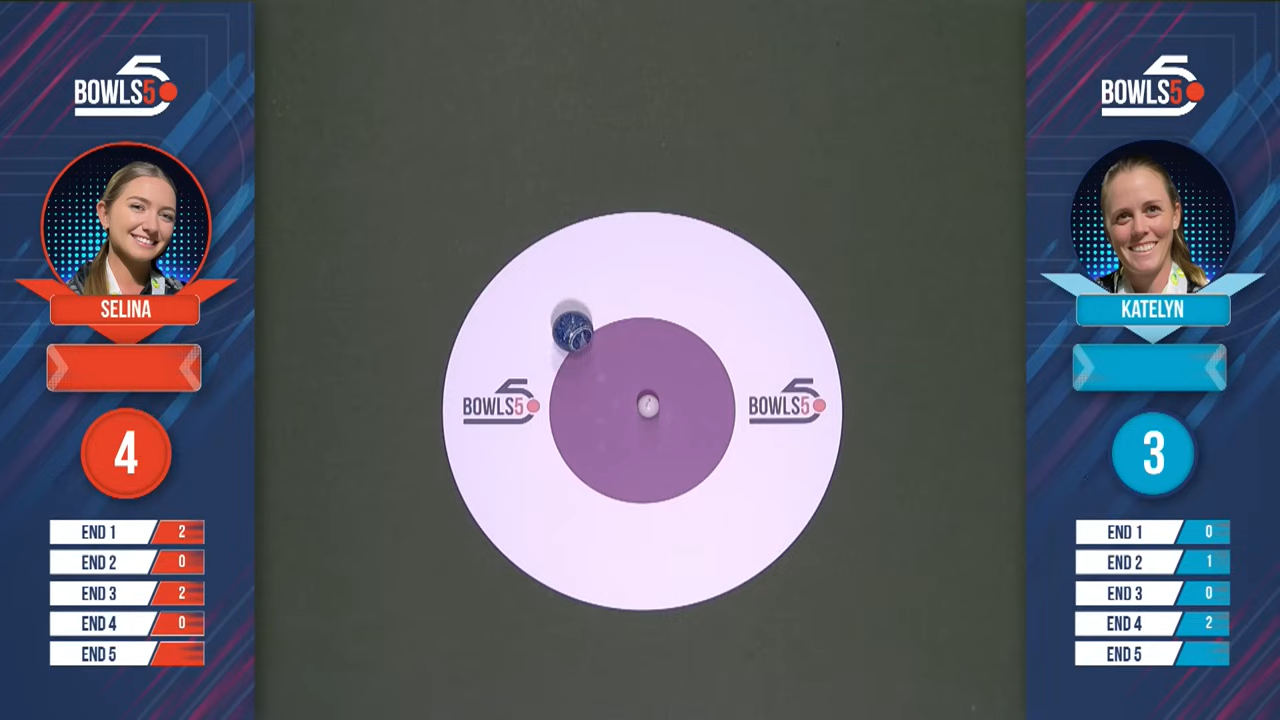 BOWLS5
SELINA
4
END 1 2
END 2 0
END 3 2
END 4 0
END 5
BOWLS5
BOWLS5
BOWLS5
KATELYN
3
END 1 0
END 2 1
END 3 0
END 4 2
END 5